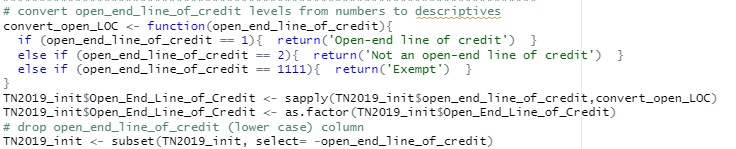 # convert open_end_line_of_credit levels from numbers to descriptives
convert_open_LOC <- function(open_end_line_of_credit){
  if (open_end_line_of_credit == 1){  return('Open-end line of credit')  }
  else if (open_end_line_of_credit == 2){  return('Not an open-end line of credit')  }
  else if (open_end_line_of_credit == 1111){  return('Exempt')  }
}
TN2019_init$Open_End_Line_of_Credit <- sapply(TN2019_init$open_end_line_of_credit,convert_open_LOC)
TN2019_init$Open_End_Line_of_Credit <- as.factor(TN2019_init$Open_End_Line_of_Credit)
# drop open_end_line_of_credit (lower case) column
TN2019_init <- subset(TN2019_init, select= -open_end_line_of_credit)